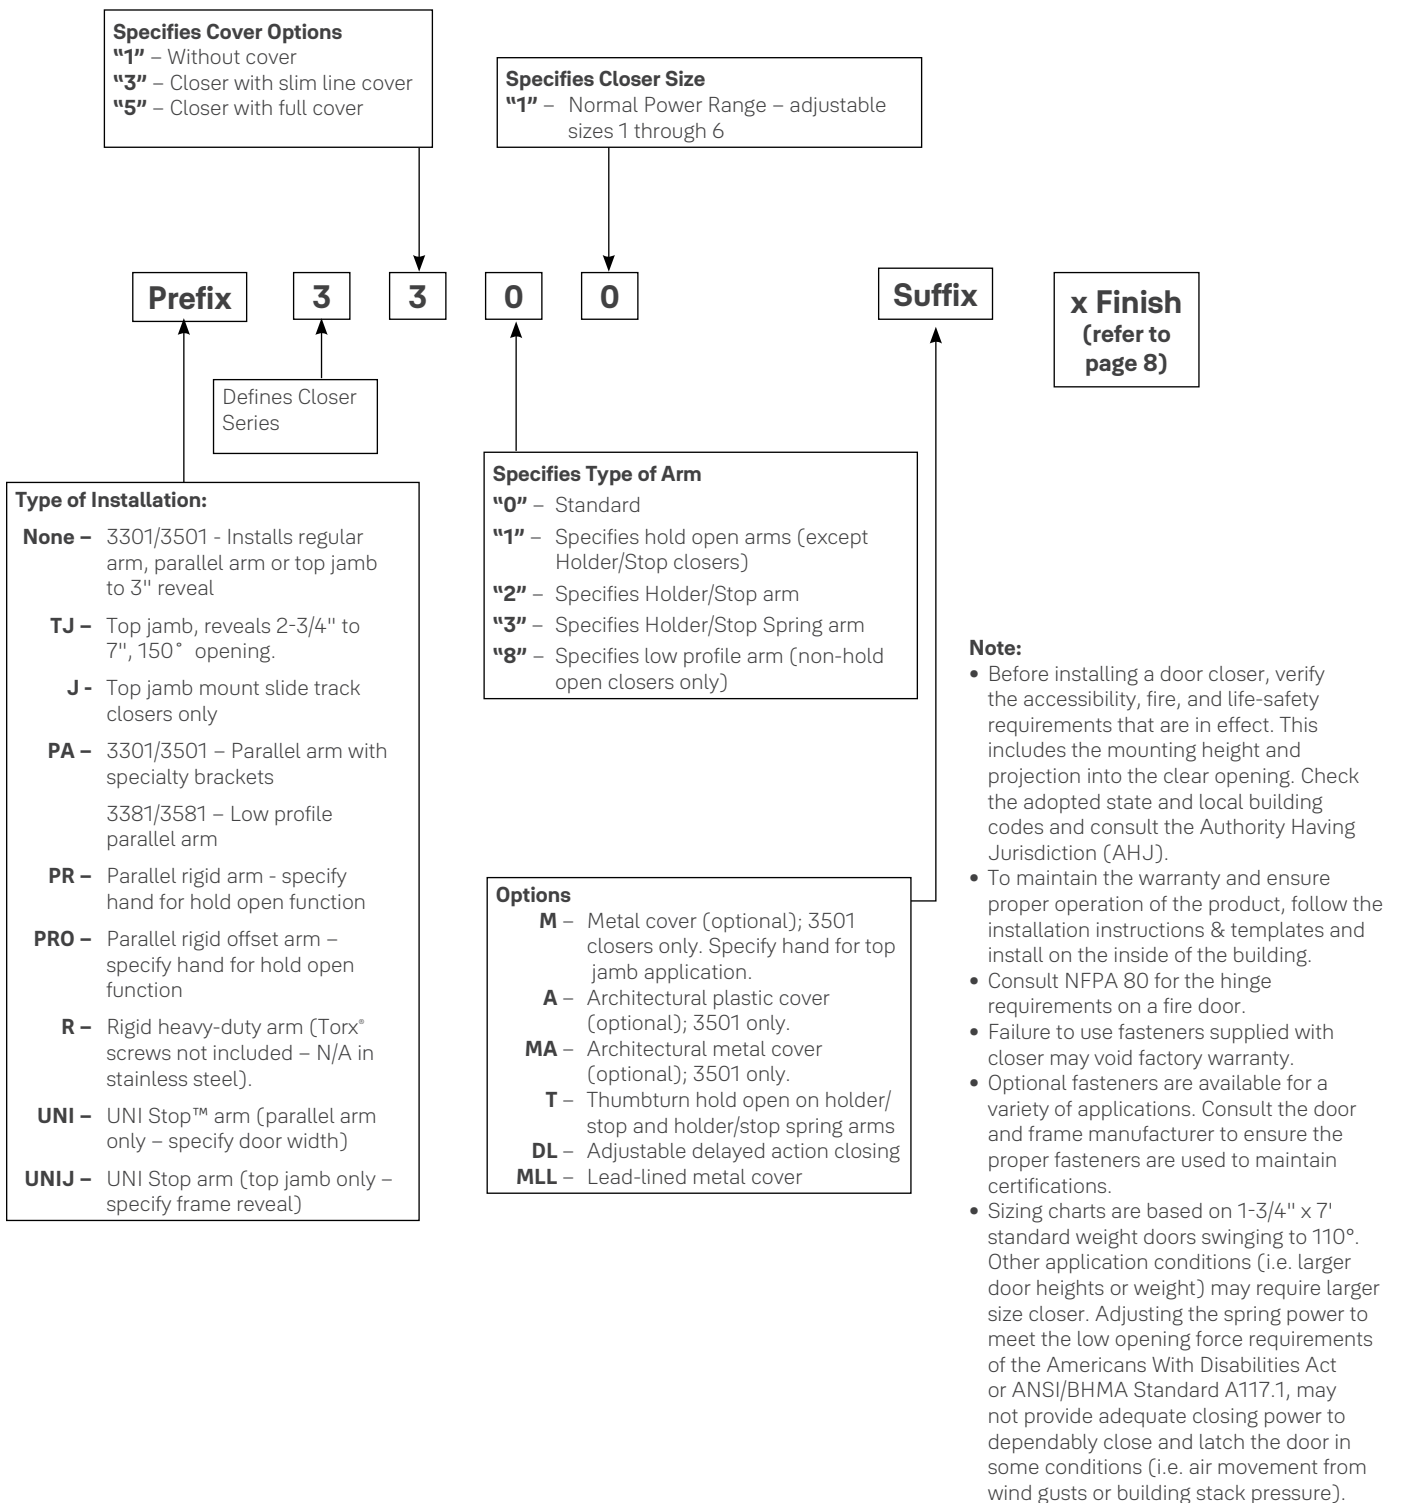 Specifies Cover Options
"1" – Without cover
"3" – Closer with slim line cover
"5" – Closer with full cover
Specifies Closer Size
"1" – Normal Power Range – adjustable
sizes 1 through 6
Prefix
3
3
0
0
Suffix
x Finish
(refer to
page 8)
Defines Closer
Series
Type of Installation:
None – 3301/3501 - Installs regular
arm, parallel arm or top jamb
to 3" reveal
TJ – Top jamb, reveals 2-3/4" to
7", 150° opening.
J - Top jamb mount slide track
closers only
PA – 3301/3501 – Parallel arm with
specialty brackets
3381/3581 – Low profile
parallel arm
PR – Parallel rigid arm - specify
hand for hold open function
PRO – Parallel rigid offset arm –
specify hand for hold open
function
R – Rigid heavy-duty arm (Torx®
screws not included – N/A in
stainless steel).
UNI – UNI Stop™ arm (parallel arm
only – specify door width)
UNIJ – UNI Stop arm (top jamb only –
specify frame reveal)
Specifies Type of Arm
"0" – Standard
"1" – Specifies hold open arms (except
Holder/Stop closers)
"2" – Specifies Holder/Stop arm
"3" – Specifies Holder/Stop Spring arm
"8" – Specifies low profile arm (non-hold
open closers only)
Options
M – Metal cover (optional); 3501
closers only. Specify hand for top
jamb application.
A – Architectural plastic cover
(optional); 3501 only.
MA – Architectural metal cover
(optional); 3501 only.
T – Thumbturn hold open on holder/
stop and holder/stop spring arms
DL – Adjustable delayed action closing
MLL – Lead-lined metal cover
Note:
• Before installing a door closer, verify
the accessibility, fire, and life-safety
requirements that are in effect. This
includes the mounting height and
projection into the clear opening. Check
the adopted state and local building
codes and consult the Authority Having
Jurisdiction (AHJ).
• To maintain the warranty and ensure
proper operation of the product, follow the
installation instructions & templates and
install on the inside of the building.
• Consult NFPA 80 for the hinge
requirements on a fire door.
• Failure to use fasteners supplied with
closer may void factory warranty.
• Optional fasteners are available for a
variety of applications. Consult the door
and frame manufacturer to ensure the
proper fasteners are used to maintain
certifications.
• Sizing charts are based on 1-3/4" x 7'
standard weight doors swinging to 110°.
Other application conditions (i.e. larger
door heights or weight) may require larger
size closer. Adjusting the spring power to
meet the low opening force requirements
of the Americans With Disabilities Act
or ANSI/BHMA Standard A117.1, may
not provide adequate closing power to
dependably close and latch the door in
some conditions (i.e. air movement from
wind gusts or building stack pressure).